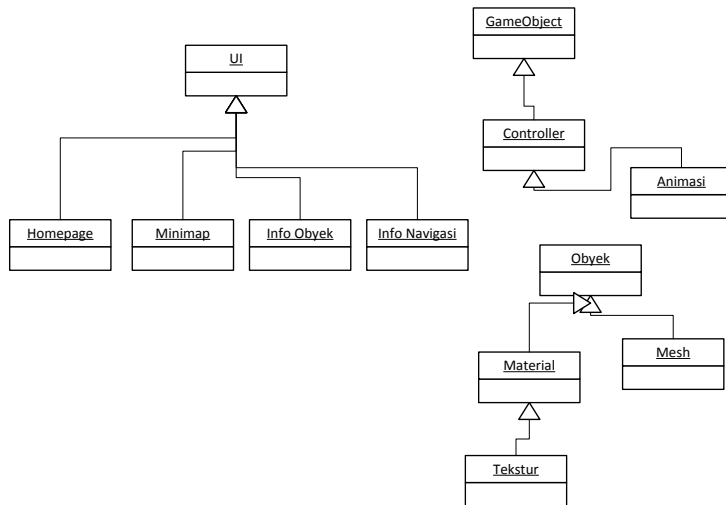 GameObject
UI
Controller
Animasi
Homepage
Minimap
Info Obyek
Info Navigasi
Obyek
Material
Mesh
Tekstur